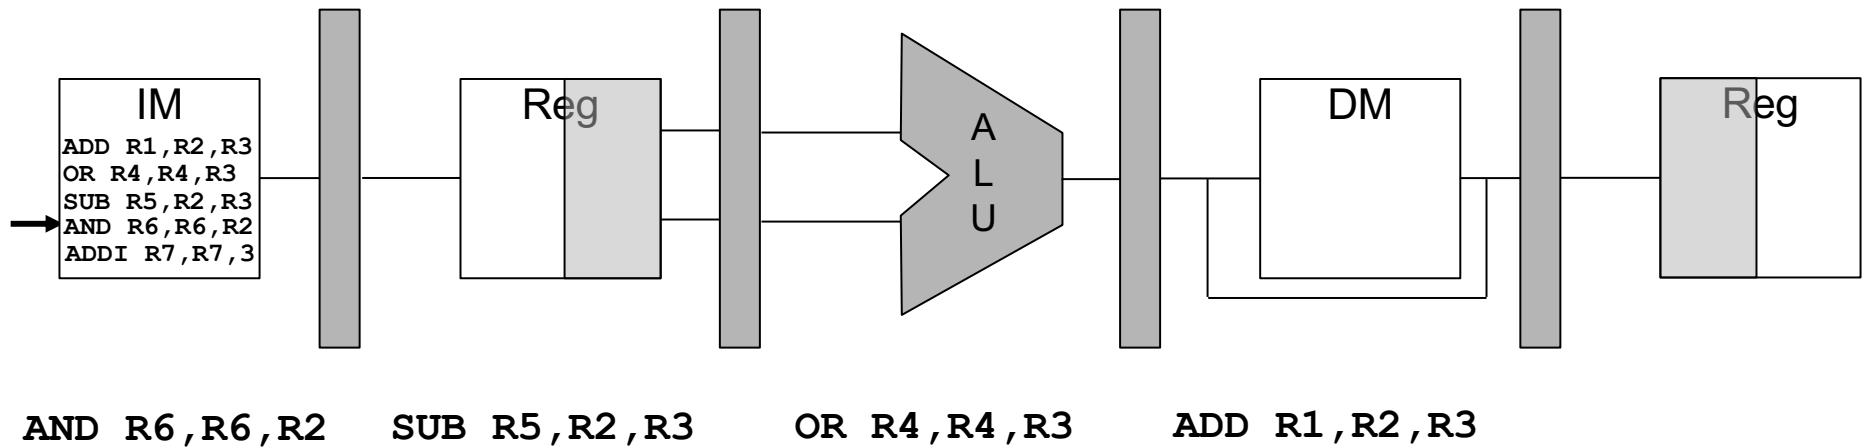 IM
ADD R1,R2,R3
OR R4,R4,R3
SUB R5,R2,R3
AND R6,R6,R2
ADDI R7,R7,3
Reg
A
L
U
DM
Reg
AND R6,R6,R2
SUB R5,R2,R3
OR R4,R4,R3
ADD R1,R2,R3